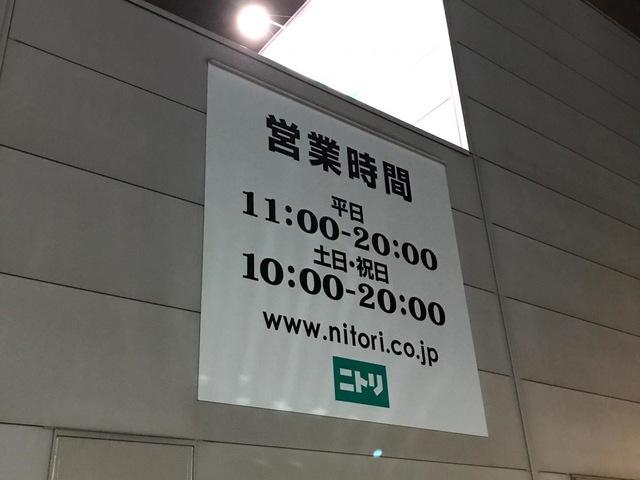 営業時間
平日
11:00-20:00
土日・祝日
10:00-20:00
www.nitori.co.jp
ニトリ